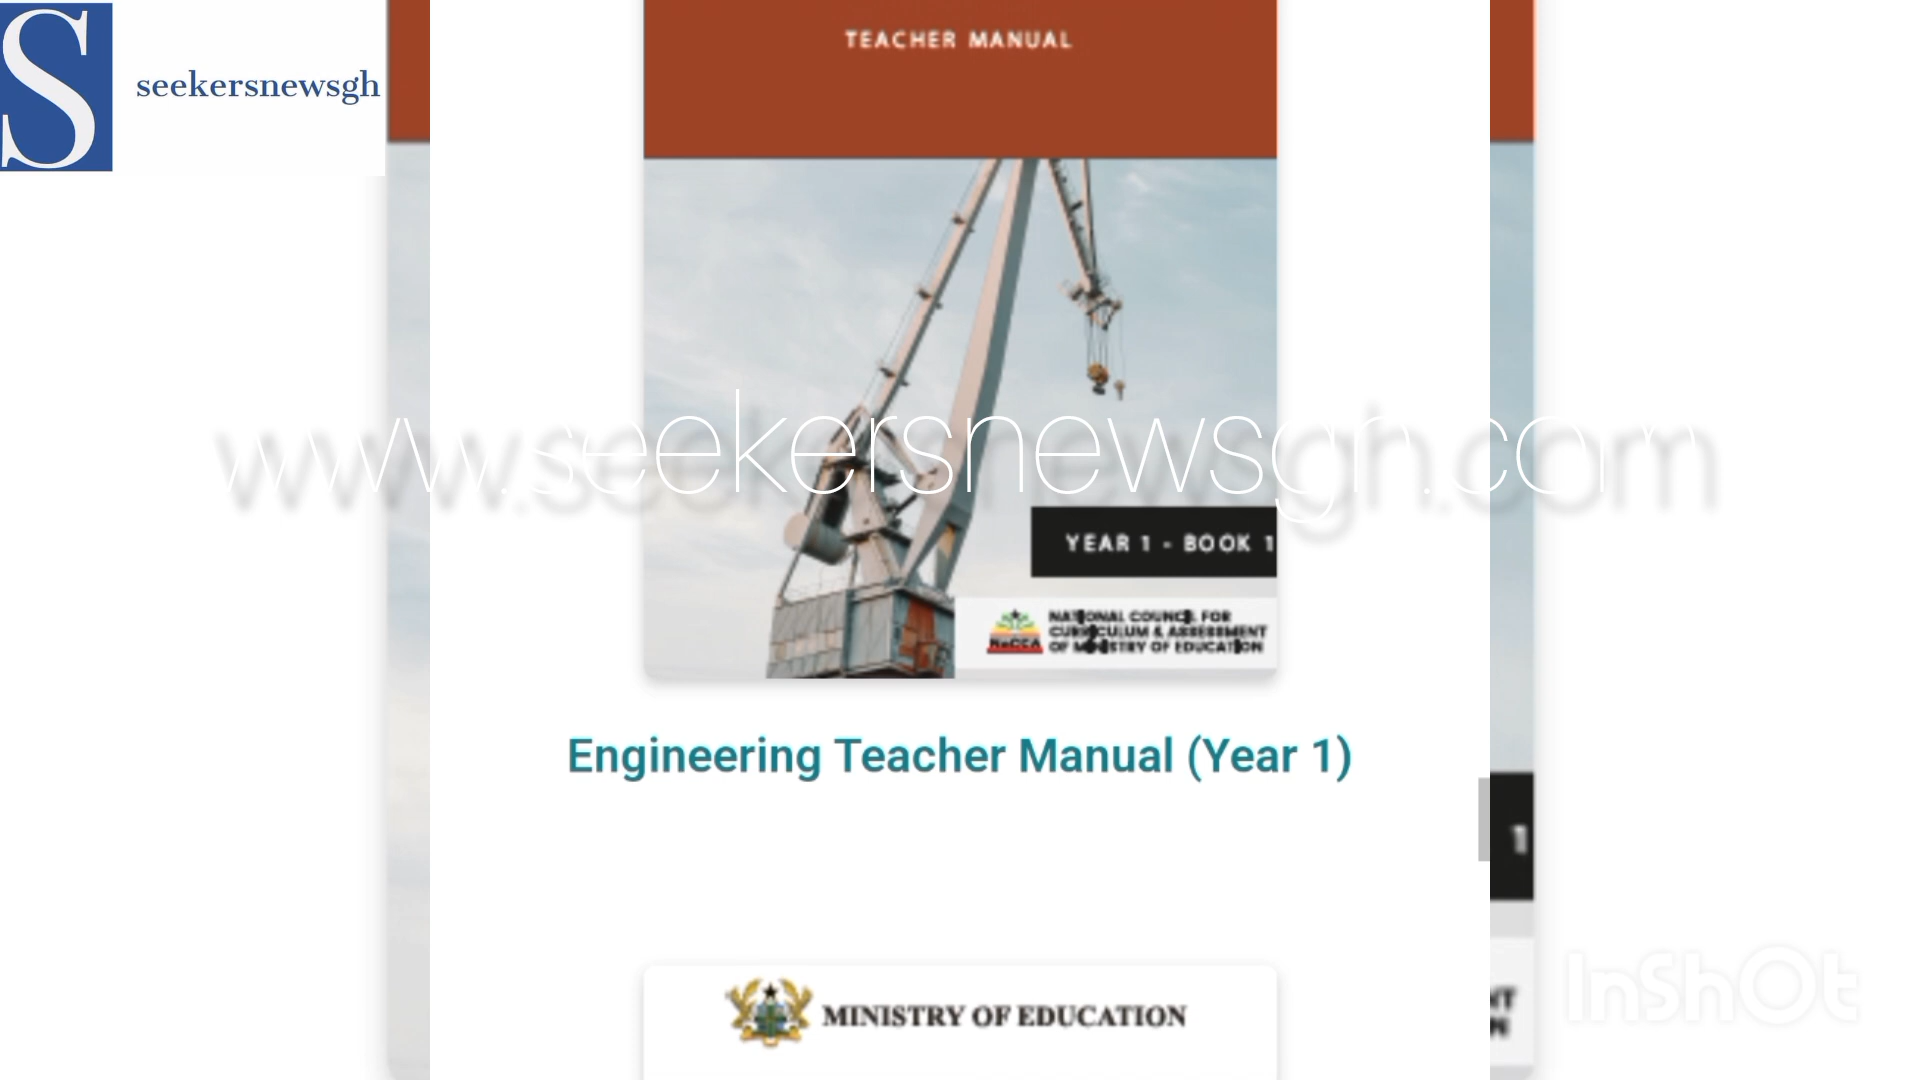 S
seekersnewsgh
TEACHER MANUAL
www.seekersnewsgh.com
YEAR 1 - BOOK 1
NaCCA
NATIONAL COUNCIL FOR
CURRICULUM & ASSESSMENT
OF MINISTRY OF EDUCATION
Engineering Teacher Manual (Year 1)
MINISTRY OF EDUCATION
InShOt